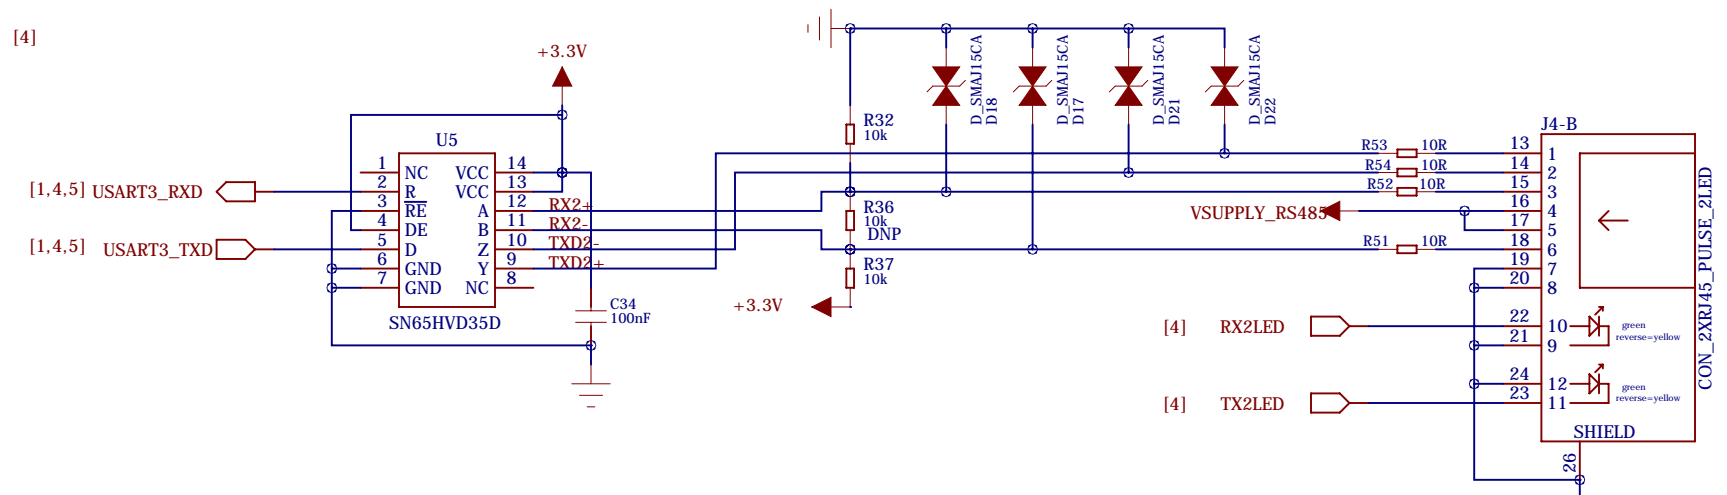 [4]
+3.3V
U5
1 NC VCC 14
2 R VCC 13
3 RE A 12
4 DE B 11
5 D Z 10
6 GND Y 9
7 GND NC 8
SN65HVD35D
[1,4,5] USART3_RXD
[1,4,5] USART3_TXD
RX2+
RX2-
TXD2-
TXD2+
C34
100nF
R32
10k
R36
10k
DNP
R37
10k
+3.3V
D_SMAJ15CA
D18
D_SMAJ15CA
D17
D_SMAJ15CA
D21
D_SMAJ15CA
D22
R53 10R
R54 10R
R52 10R
VSUPPLY_RS485
R51 10R
[4] RX2LED
[4] TX2LED
J4-B
13 1
14 2
15 3
16 4
17 5
18 6
19 7
20 8
22 10
21 9
24 12
23 11
green
reverse=yellow
green
reverse=yellow
SHIELD
26
CON_2XRJ45_PULSE_2LED